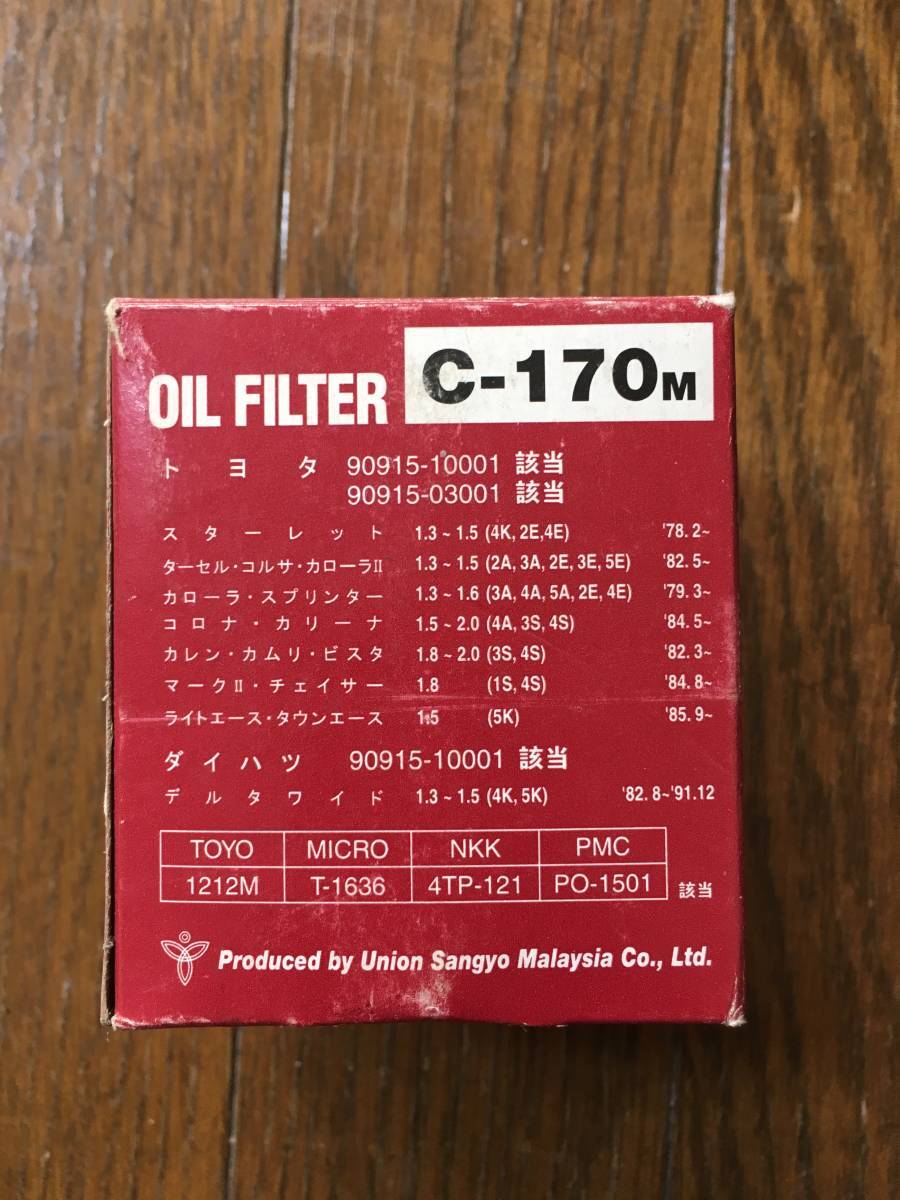 OIL FILTER C-170M
トヨタ 90915-10001 該当
90915-03001 該当
スターレット 1.3~1.5 (4K, 2E,4E) '78.2~
ターセル・コルサ・カローラII 1.3~1.5 (2A, 3A, 2E, 3E, 5E) '82.5~
カローラ・スプリンター 1.3~1.6 (3A, 4A, 5A, 2E, 4E) '79.3~
コロナ・カリーナ 1.5~2.0 (4A, 3S, 4S) '84.5~
カレン・カムリ・ビスタ 1.8~2.0 (3S, 4S) '82.3~
マークII・チェイサー 1.8 (1S, 4S) '84.8~
ライトエース・タウンエース 1.5 (5K) '85.9~
ダイハツ 90915-10001 該当
デルタワイド 1.3~1.5 (4K, 5K) '82.8~'91.12
TOYO MICRO NKK PMC
1212M T-1636 4TP-121 PO-1501 該当
Produced by Union Sangyo Malaysia Co., Ltd.